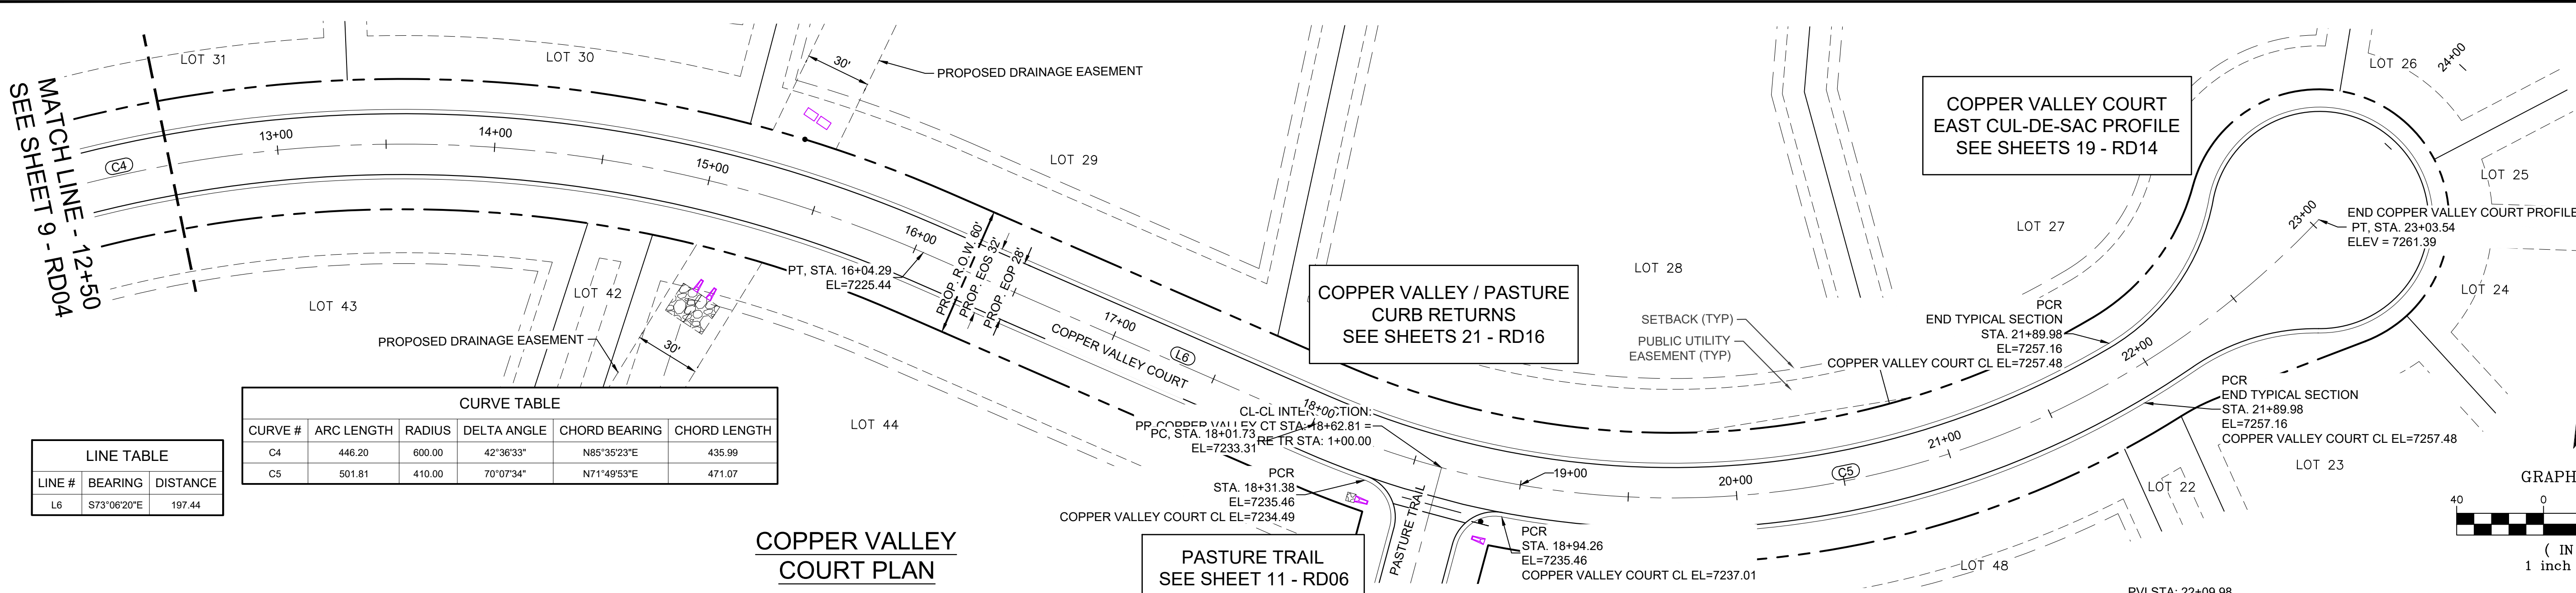 MATCH LINE - 12+50
SEE SHEET 9 - RD04
LOT 31
LOT 30
30'
PROPOSED DRAINAGE EASEMENT
LOT 29
C4
13+00
14+00
15+00
16+00
PT, STA. 16+04.29
EL=7225.44
PROP. R.O.W. 60'
PROP. EOS 32'
PROP. EOP 28'
17+00
L6
COPPER VALLEY COURT
LOT 43
LOT 42
PROPOSED DRAINAGE EASEMENT
30'
LOT 44
COPPER VALLEY COURT
EAST CUL-DE-SAC PROFILE
SEE SHEETS 19 - RD14
LOT 26
24+00
LOT 25
LOT 27
LOT 28
23+00
END COPPER VALLEY COURT PROFILE
PT, STA. 23+03.54
ELEV = 7261.39
LOT 24
COPPER VALLEY / PASTURE
CURB RETURNS
SEE SHEETS 21 - RD16
SETBACK (TYP)
PUBLIC UTILITY
EASEMENT (TYP)
PCR
END TYPICAL SECTION
STA. 21+89.98
EL=7257.16
COPPER VALLEY COURT CL EL=7257.48
22+00
PCR
END TYPICAL SECTION
STA. 21+89.98
EL=7257.16
COPPER VALLEY COURT CL EL=7257.48
LINE TABLE
LINE # BEARING DISTANCE
L6 S73°06'20"E 197.44
CURVE TABLE
CURVE # ARC LENGTH RADIUS DELTA ANGLE CHORD BEARING CHORD LENGTH
C4 446.20 600.00 42°36'33" N85°35'23"E 435.99
C5 501.81 410.00 70°07'34" N71°49'53"E 471.07
18+00
CT STA: 18+62.81 =
TR STA: 1+00.00
PC, STA. 18+01.73
EL=7233.31
PCR
STA. 18+31.38
EL=7235.46
COPPER VALLEY COURT CL EL=7234.49
19+00
20+00
C5
21+00
LOT 23
LOT 22
LOT 48
PASTURE TRAIL
PCR
STA. 18+94.26
EL=7235.46
COPPER VALLEY COURT CL EL=7237.01
COPPER VALLEY
COURT PLAN
PASTURE TRAIL
SEE SHEET 11 - RD06
GRAPH
40 0
( IN
1 inch
PVI STA: 22+09.98